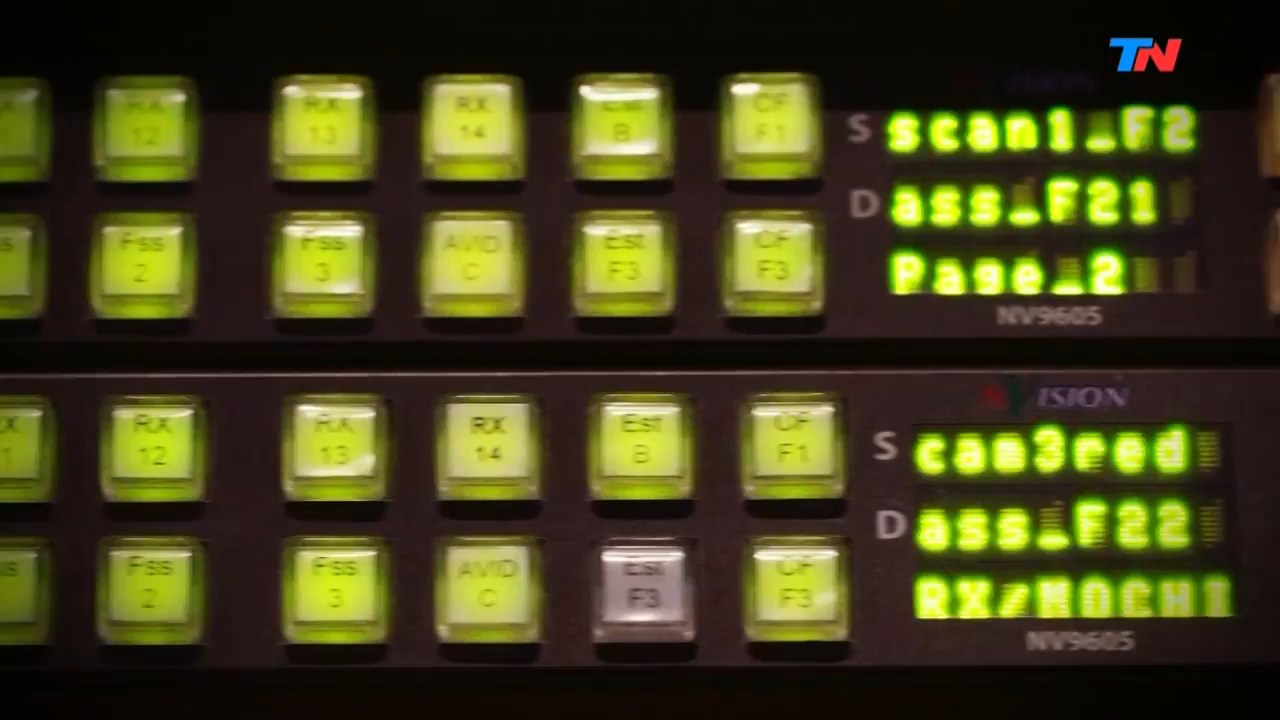 TN
RX 12
RX 13
RX 14
Est B
CF F1
S scan1_F2
Fss 2
Fss 3
AVID C
Est F3
CF F3
D ass_F21
Page_2
NV9605
NVISION
RX 12
RX 13
RX 14
Est B
CF F1
S cam3red
Fss 2
Fss 3
AVID C
Est F3
CF F3
D ass_F22
RX/MOCHI
NV9605